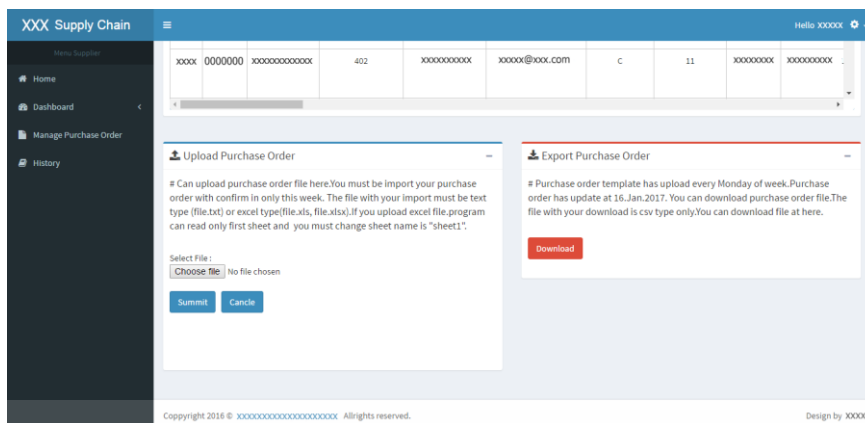 XXX Supply Chain
Hello XXXXX
Menu Supplier
Home
Dashboard
Manage Purchase Order
History
xxxx 0000000 xxxxxxxxxxxx 402 xxxxxxxxxx xxxxx@xxx.com C 11 xxxxxxxx xxxxxxxxx
Upload Purchase Order
# Can upload purchase order file here.You must be import your purchase
order with confirm in only this week. The file with your import must be text
type (file.txt) or excel type(file.xls, file.xlsx).If you upload excel file.program
can read only first sheet and you must change sheet name is "sheet1".
Select File :
Choose file No file chosen
Summit Cancle
Export Purchase Order
# Purchase order template has upload every Monday of week.Purchase
order has update at 16.Jan.2017. You can download purchase order file.The
file with your download is csv type only.You can download file at here.
Download
Coppyright 2016 © XXXXXXXXXXXXXXXXXXXX Allrights reserved.
Design by XXXX